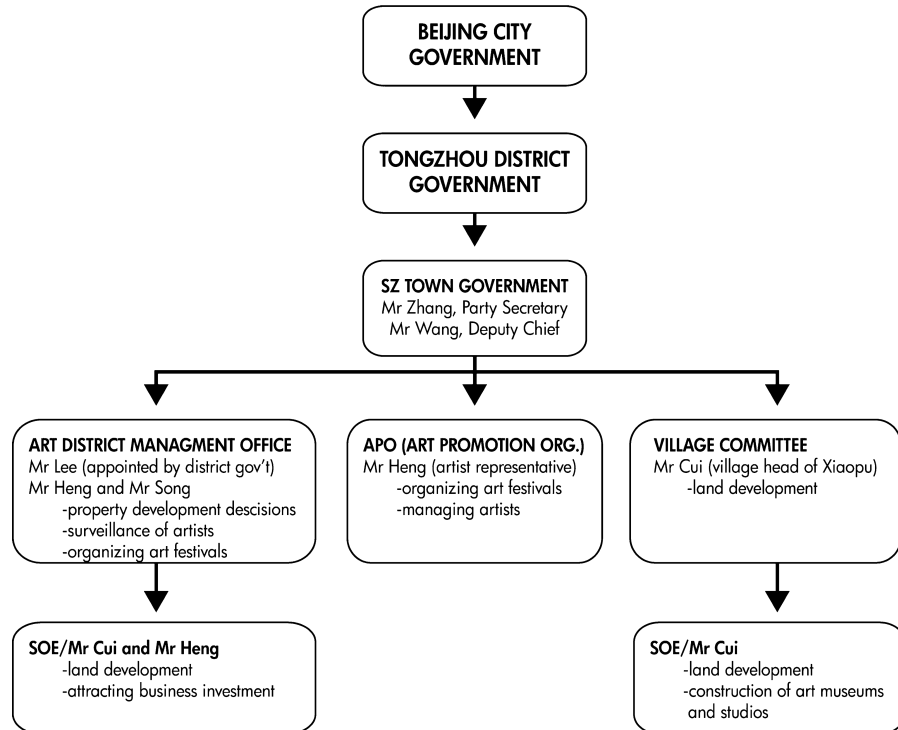 BEIJING CITY
GOVERNMENT
TONGZHOU DISTRICT
GOVERNMENT
SZ TOWN GOVERNMENT
Mr Zhang, Party Secretary
Mr Wang, Deputy Chief
ART DISTRICT MANAGMENT OFFICE
Mr Lee (appointed by district gov't)
Mr Heng and Mr Song
-property development descisions
-surveillance of artists
-organizing art festivals
APO (ART PROMOTION ORG.)
Mr Heng (artist representative)
-organizing art festivals
-managing artists
VILLAGE COMMITTEE
Mr Cui (village head of Xiaopu)
-land development
SOE/Mr Cui and Mr Heng
-land development
-attracting business investment
SOE/Mr Cui
-land development
-construction of art museums
and studios